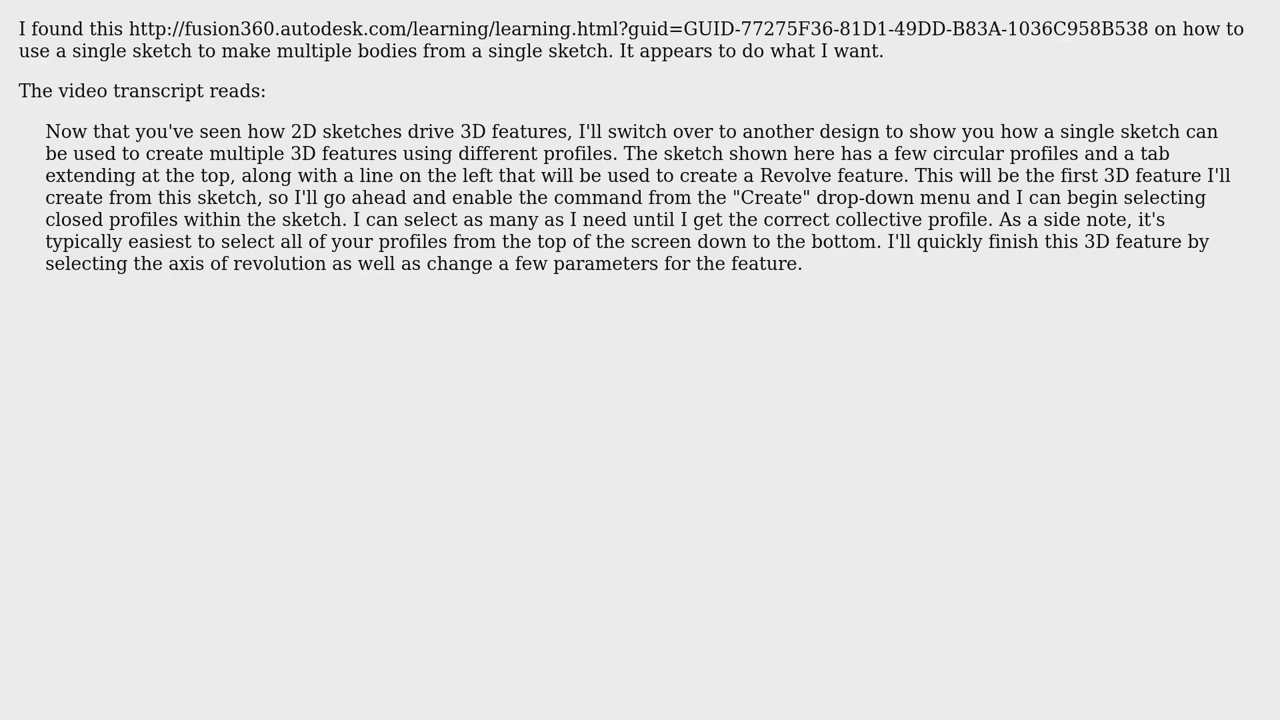 I found this http://fusion360.autodesk.com/learning/learning.html?guid=GUID-77275F36-81D1-49DD-B83A-1036C958B538 on how to
use a single sketch to make multiple bodies from a single sketch. It appears to do what I want.
The video transcript reads:
Now that you've seen how 2D sketches drive 3D features, I'll switch over to another design to show you how a single sketch can
be used to create multiple 3D features using different profiles. The sketch shown here has a few circular profiles and a tab
extending at the top, along with a line on the left that will be used to create a Revolve feature. This will be the first 3D feature I'll
create from this sketch, so I'll go ahead and enable the command from the "Create" drop-down menu and I can begin selecting
closed profiles within the sketch. I can select as many as I need until I get the correct collective profile. As a side note, it's
typically easiest to select all of your profiles from the top of the screen down to the bottom. I'll quickly finish this 3D feature by
selecting the axis of revolution as well as change a few parameters for the feature.